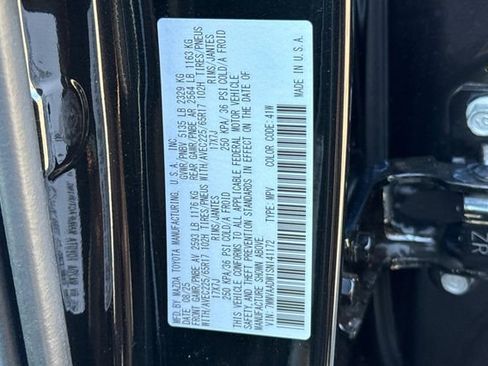 MFD. BY MAZDA TOYOTA MANUFACTURING, U.S.A., INC.
DATE: 08/25 GVWR/PNBV 5135 LB 2329 KG
FRONT GAWR/PNBE AV 2593 LB 1176 KG REAR GAWR/PNBE AR 2564 LB 1163 KG
WITH/AVEC225/65R17 102H TIRES/PNEUS WITH/AVEC225/65R17 102H TIRES/PNEUS
17X7J RIMS/JANTES 17X7J RIMS/JANTES
250 KPA/36 PSI COLD/A FROID 250 KPA/ 36 PSI COLD/A FROID
THIS VEHICLE CONFORMS TO ALL APPLICABLE FEDERAL MOTOR VEHICLE
SAFETY, AND THEFT PREVENTION STANDARDS IN EFFECT ON THE DATE OF
MANUFACTURE SHOWN ABOVE.
TYPE: MPV COLOR CODE: 41W
MADE IN U.S.A.
2R